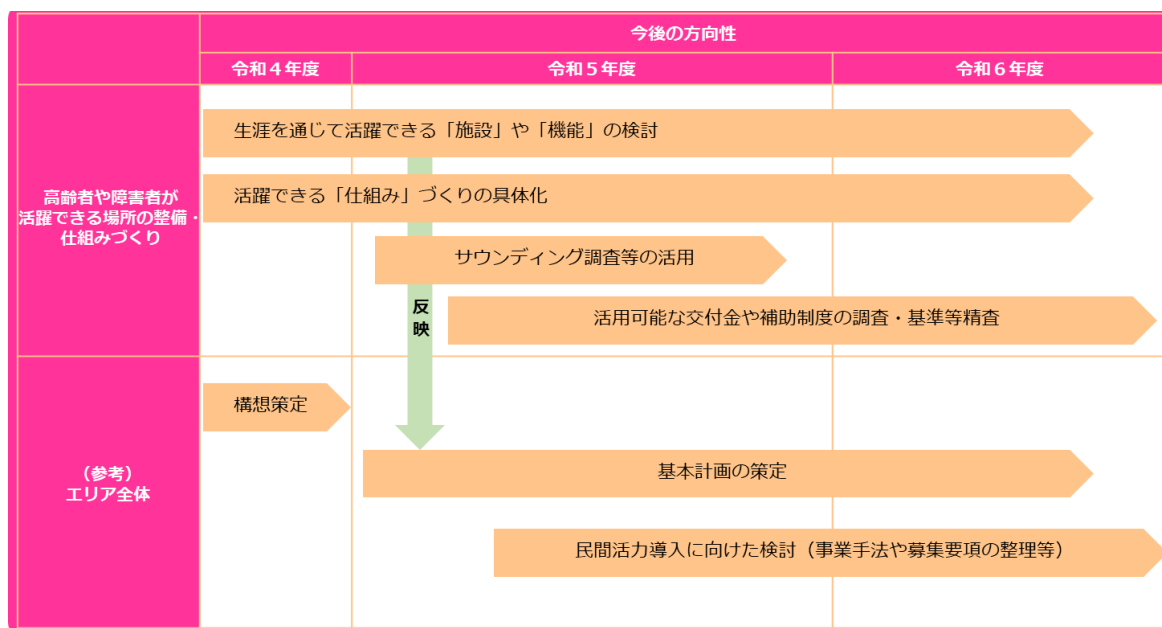 今後の方向性
令和４年度
令和５年度
令和６年度
高齢者や障害者が
活躍できる場所の整備・
仕組みづくり
生涯を通じて活躍できる「施設」や「機能」の検討
活躍できる「仕組み」づくりの具体化
サウンディング調査等の活用
反
映
活用可能な交付金や補助制度の調査・基準等精査
（参考）
エリア全体
構想策定
基本計画の策定
民間活力導入に向けた検討（事業手法や募集要項の整理等）